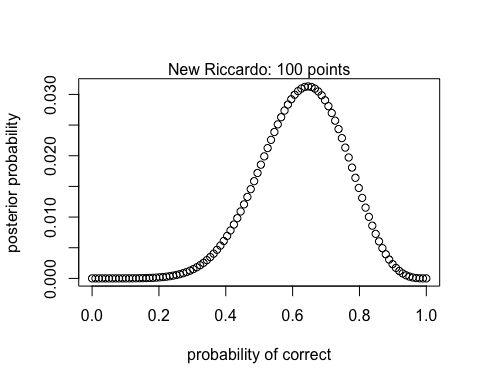 New Riccardo: 100 points
posterior probability
0.030
0.020
0.010
0.000
0.0 0.2 0.4 0.6 0.8 1.0
probability of correct